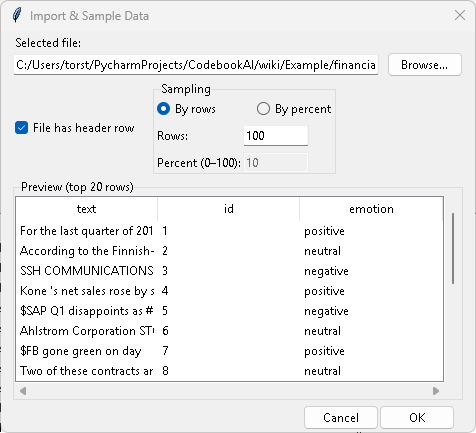 Import & Sample Data
Selected file:
C:/Users/torst/PycharmProjects/CodebookAI/wiki/Example/financia
Browse...
File has header row
Sampling
By rows
By percent
Rows:
100
Percent (0–100):
10
Preview (top 20 rows)
text id emotion
For the last quarter of 201 1 positive
According to the Finnish- 2 neutral
SSH COMMUNICATIONS 3 negative
Kone 's net sales rose by s 4 positive
$SAP Q1 disappoints as # 5 negative
Ahlstrom Corporation STO 6 neutral
$FB gone green on day 7 positive
Two of these contracts ar 8 neutral
Cancel OK